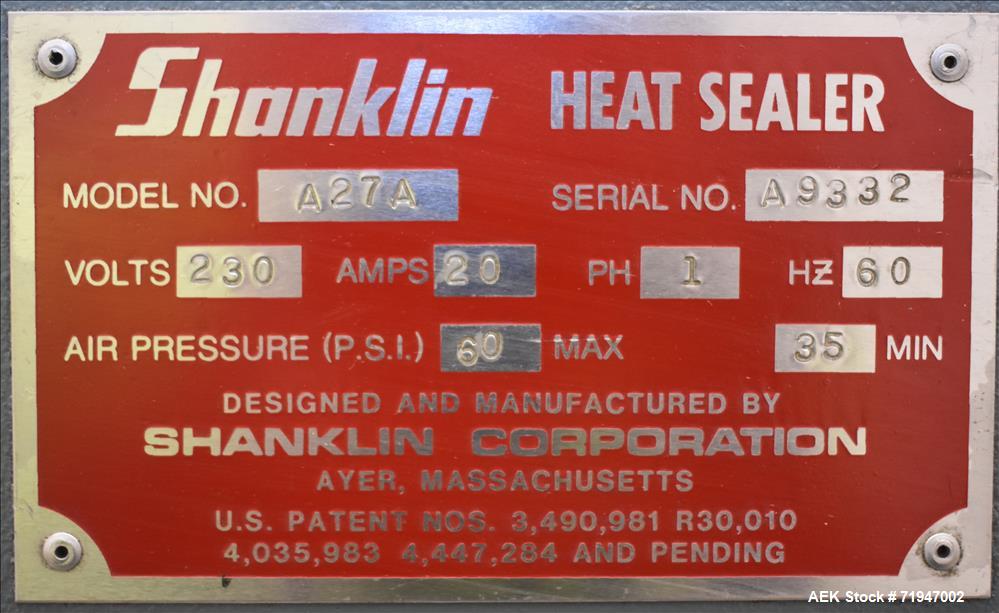 Shanklin HEAT SEALER
MODEL NO. A27A SERIAL NO. A9332
VOLTS 230 AMPS 20 PH 1 HZ 60
AIR PRESSURE (P.S.I.) 60 MAX 35 MIN
DESIGNED AND MANUFACTURED BY
SHANKLIN CORPORATION
AYER, MASSACHUSETTS
U.S. PATENT NOS. 3,490,981 R30,010
4,035,983 4,447,284 AND PENDING
AEK Stock # 71947002